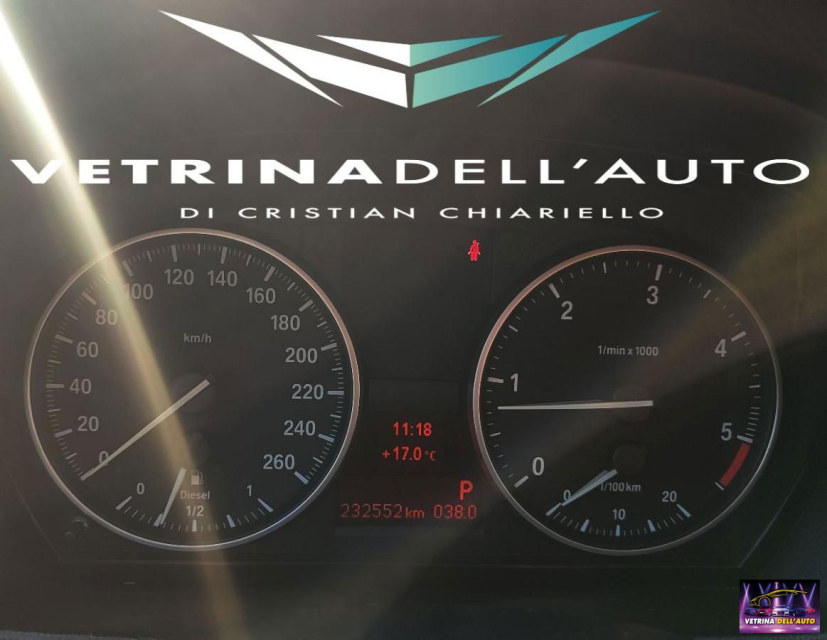 VETRINADELL'AUTO
DI CRISTIAN CHIARIELLO
0 20 40 60 80 100 120 140 160 180 200 220 240 260
km/h
0 1/2 1
Diesel
11:18
+17.0°C
P
232552km 038.0
0 1 2 3 4 5
1/min x 1000
l/100km
0 10 20
VETRINA DELL'AUTO